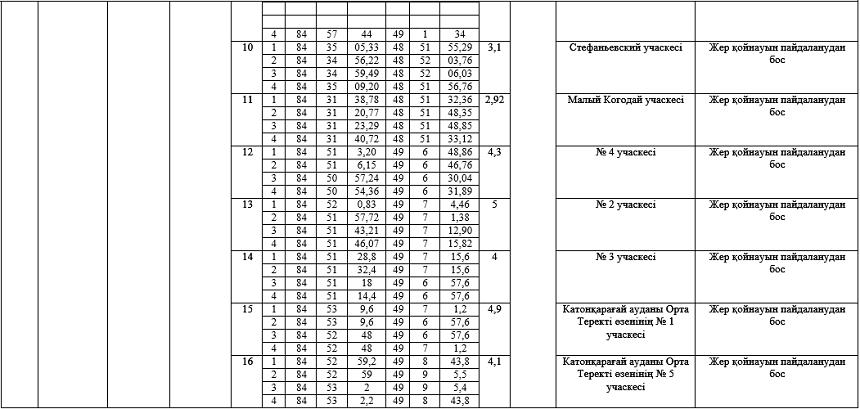 4 84 57 44 49 1 34
10 1 84 35 05,33 48 51 55,29 3,1 Стефаньевский учаскесі Жер қойнауын пайдаланудан
2 84 34 56,22 48 52 03,76 бос
3 84 34 59,49 48 52 06,03
4 84 35 09,20 48 51 56,76
11 1 84 31 38,78 48 51 32,36 2,92 Малый Когодай учаскесі Жер қойнауын пайдаланудан
2 84 31 20,77 48 51 48,35 бос
3 84 31 23,29 48 51 48,85
4 84 31 40,72 48 51 33,12
12 1 84 51 3,20 49 6 48,86 4,3 № 4 учаскесі Жер қойнауын пайдаланудан
2 84 51 6,15 49 6 46,76 бос
3 84 50 57,24 49 6 30,04
4 84 50 54,36 49 6 31,89
13 1 84 52 0,83 49 7 4,46 5 № 2 учаскесі Жер қойнауын пайдаланудан
2 84 51 57,72 49 7 1,38 бос
3 84 51 43,21 49 7 12,90
4 84 51 46,07 49 7 15,82
14 1 84 51 28,8 49 7 15,6 4 № 3 учаскесі Жер қойнауын пайдаланудан
2 84 51 32,4 49 7 15,6 бос
3 84 51 18 49 6 57,6
4 84 51 14,4 49 6 57,6
15 1 84 53 9,6 49 7 1,2 4,9 Катонқарағай ауданы Орта Жер қойнауын пайдаланудан
2 84 53 9,6 49 6 57,6 Теректі өзенінің № 1 бос
3 84 52 48 49 6 57,6 учаскесі
4 84 52 48 49 7 1,2
16 1 84 52 59,2 49 8 43,8 4,1 Катонқарағай ауданы Орта Жер қойнауын пайдаланудан
2 84 52 59 49 9 5,5 Теректі өзенінің № 5 бос
3 84 53 2 49 9 5,4 учаскесі
4 84 53 2,2 49 8 43,8